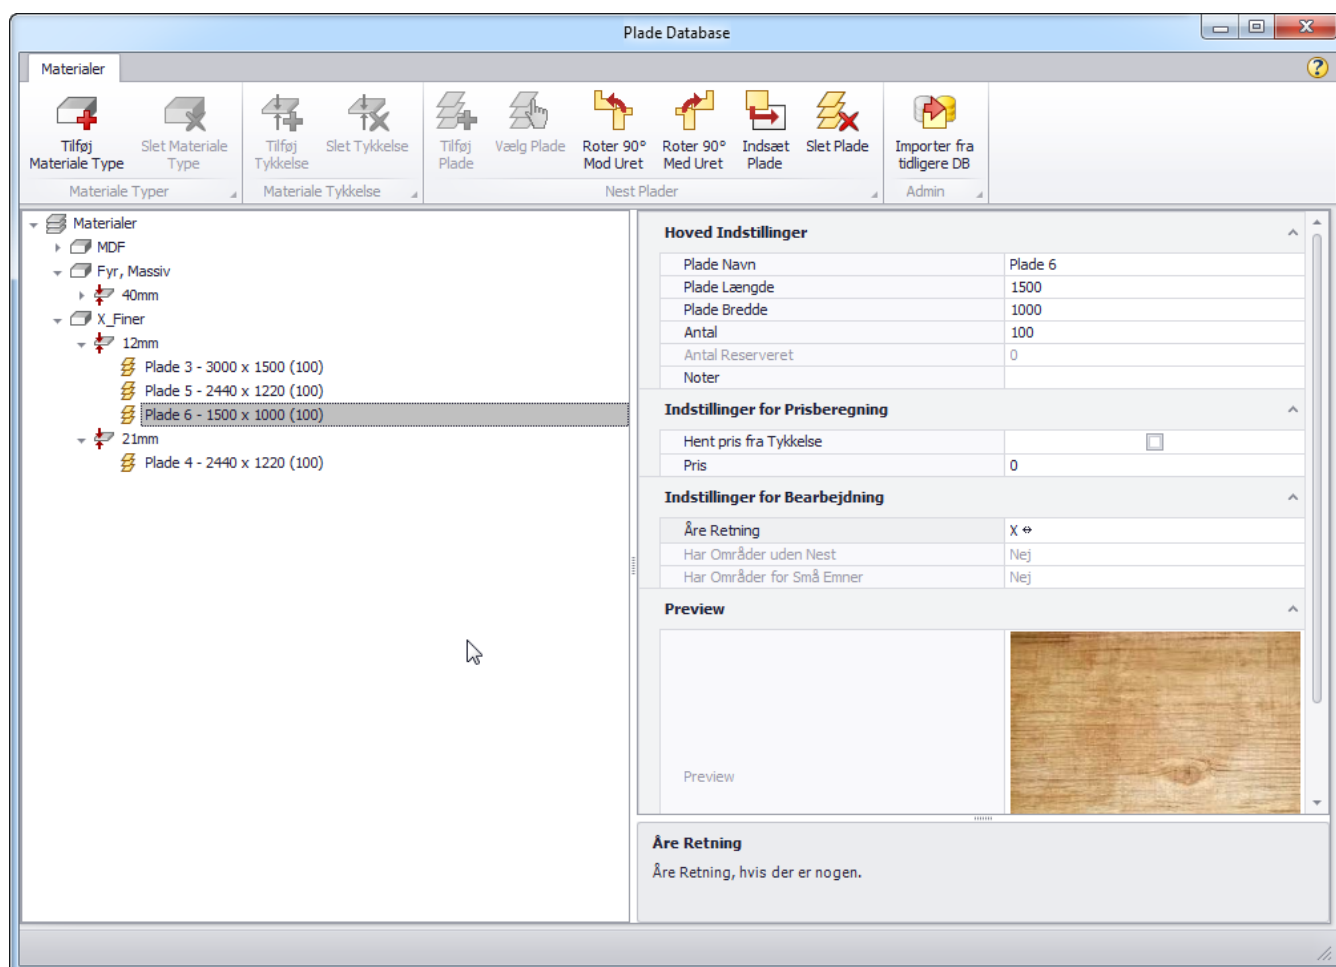 Plade Database
Materialer
Tilføj
Materiale Type
Slet Materiale
Type
Tilføj
Tykkelse
Slet Tykkelse
Tilføj
Plade
Vælg Plade
Roter 90°
Mod Uret
Roter 90°
Med Uret
Indsæt
Plade
Slet Plade
Importer fra
tidligere DB
Materiale Typer
Materiale Tykkelse
Nest Plader
Admin
Materialer
MDF
Fyr, Massiv
40mm
X_Finer
12mm
Plade 3 - 3000 x 1500 (100)
Plade 5 - 2440 x 1220 (100)
Plade 6 - 1500 x 1000 (100)
21mm
Plade 4 - 2440 x 1220 (100)
Hoved Indstillinger
Plade Navn Plade 6
Plade Længde 1500
Plade Bredde 1000
Antal 100
Antal Reserveret 0
Noter
Indstillinger for Prisberegning
Hent pris fra Tykkelse
Pris 0
Indstillinger for Bearbejdning
Åre Retning X ⇔
Har Områder uden Nest Nej
Har Områder for Små Emner Nej
Preview
Preview
Åre Retning
Åre Retning, hvis der er nogen.